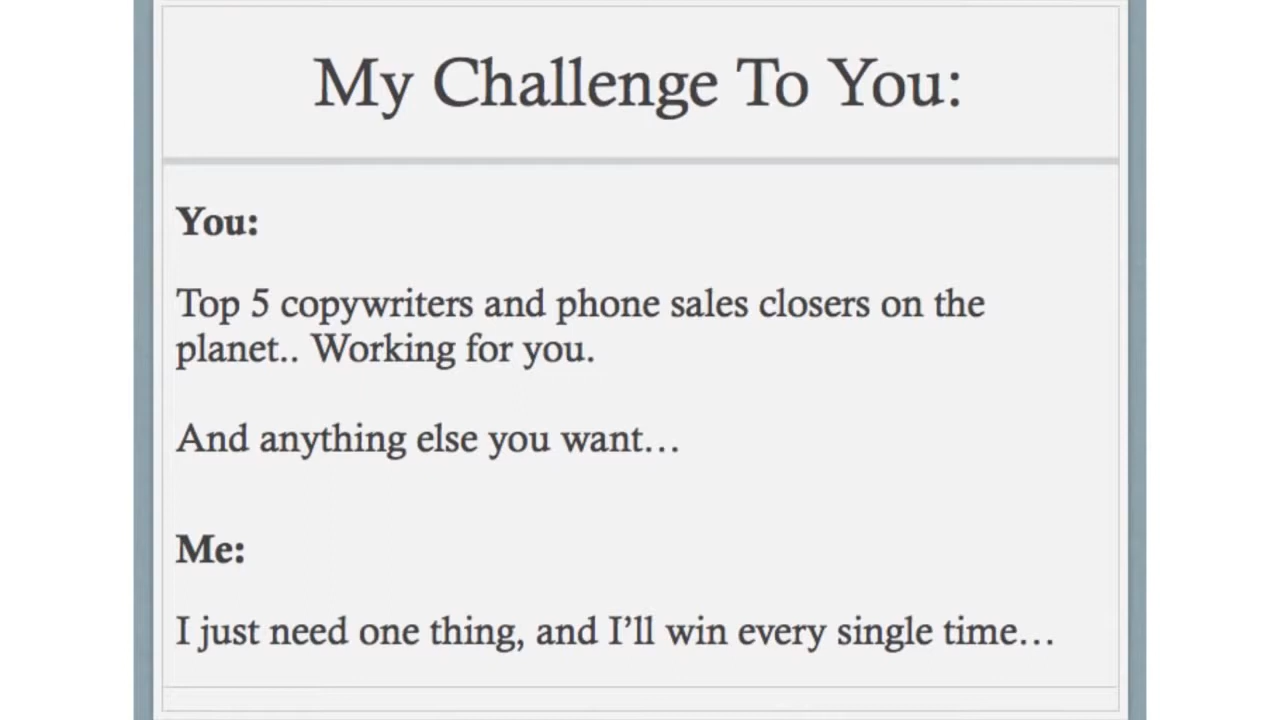 My Challenge To You:
You:
Top 5 copywriters and phone sales closers on the
planet.. Working for you.
And anything else you want…
Me:
I just need one thing, and I’ll win every single time…